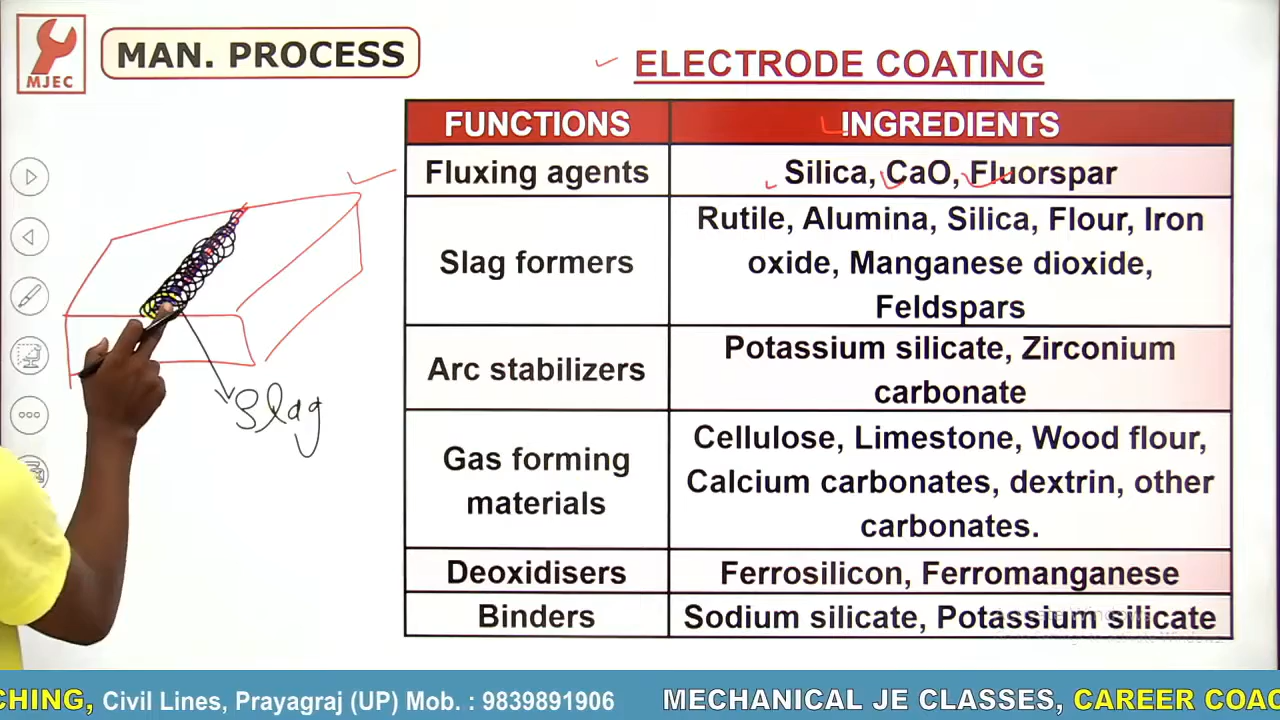 MJEC
MAN. PROCESS
ELECTRODE COATING
FUNCTIONS
INGREDIENTS
Fluxing agents
Silica, CaO, Fluorspar
Slag formers
Rutile, Alumina, Silica, Flour, Iron
oxide, Manganese dioxide,
Feldspars
Arc stabilizers
Potassium silicate, Zirconium
carbonate
Gas forming
materials
Cellulose, Limestone, Wood flour,
Calcium carbonates, dextrin, other
carbonates.
Deoxidisers
Ferrosilicon, Ferromanganese
Binders
Sodium silicate, Potassium silicate
Slag
CHING, Civil Lines, Prayagraj (UP) Mob. : 9839891906 MECHANICAL JE CLASSES, CAREER COAC